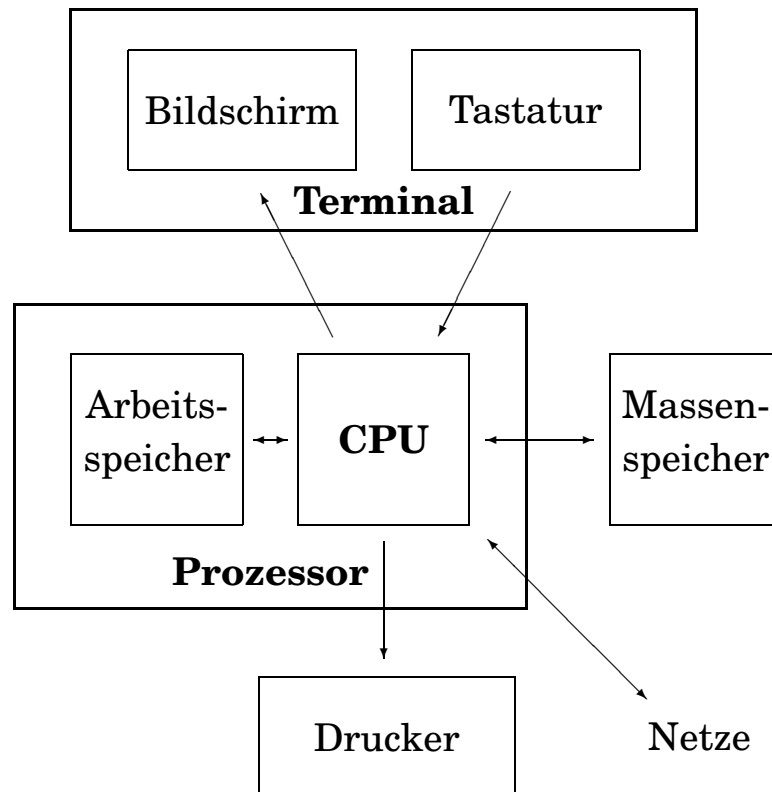 Bildschirm
Tastatur
Terminal
Arbeits-
speicher
CPU
Massen-
speicher
Prozessor
Drucker
Netze